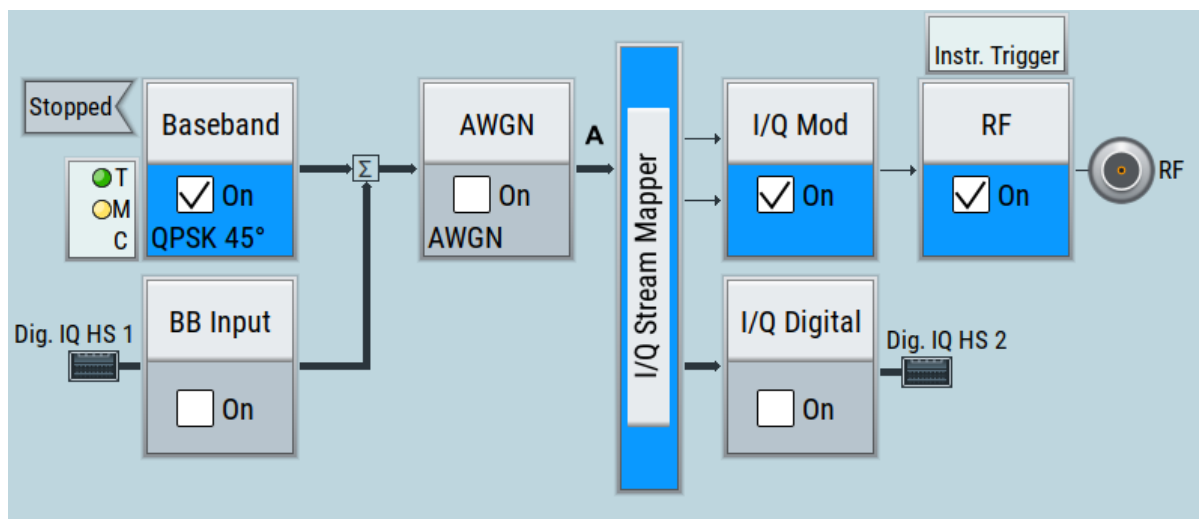 Instr. Trigger
Stopped
Baseband
On
QPSK 45°
T
M
C
Σ
AWGN
On
AWGN
A
I/Q Stream Mapper
I/Q Mod
On
RF
On
RF
Dig. IQ HS 1
BB Input
On
I/Q Digital
On
Dig. IQ HS 2